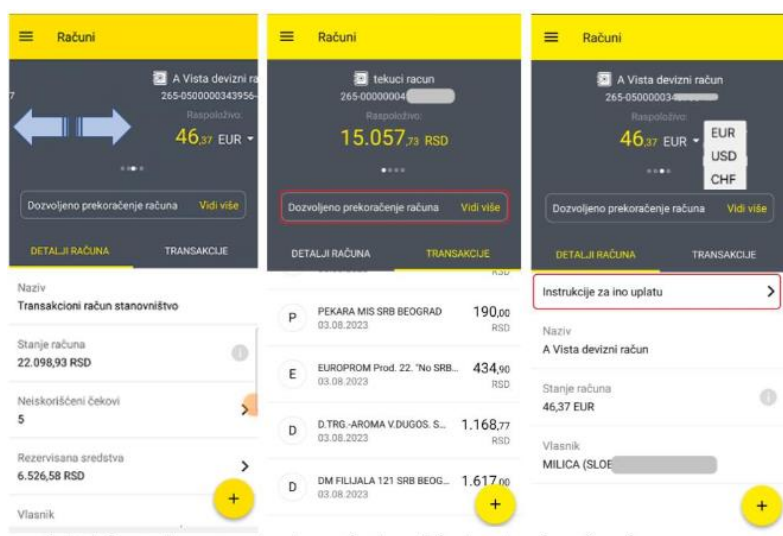 Računi
A Vista devizni ra
7
265-0500000343956-
Raspoloživo:
46,37 EUR
Dozvoljeno prekoračenje računa Vidi više
DETALJI RAČUNA TRANSAKCIJE
Naziv
Transakcioni račun stanovništvo
Stanje računa
22.098,93 RSD
Neiskorišćeni čekovi
5
Rezervisana sredstva
6.526,58 RSD
Vlasnik
+
Računi
tekuci racun
265-00000004
Raspoloživo:
15.057,73 RSD
Dozvoljeno prekoračenje računa Vidi više
DETALJI RAČUNA TRANSAKCIJE
RSD
P PEKARA MIS SRB BEOGRAD 190,00
03.08.2023 RSD
E EUROPROM Prod. 22. "No SRB... 434,90
03.08.2023 RSD
D D.TRG.-AROMA V.DUGOS. S... 1.168,77
03.08.2023 RSD
D DM FILIJALA 121 SRB BEOG... 1.617,00
03.08.2023
+
Računi
A Vista devizni račun
265-050000034
Raspoloživo:
46,37 EUR
EUR
USD
CHF
Dozvoljeno prekoračenje računa Vidi više
DETALJI RAČUNA TRANSAKCIJE
Instrukcije za ino uplatu
Naziv
A Vista devizni račun
Stanje računa
46,37 EUR
Vlasnik
MILICA (SLOB
+